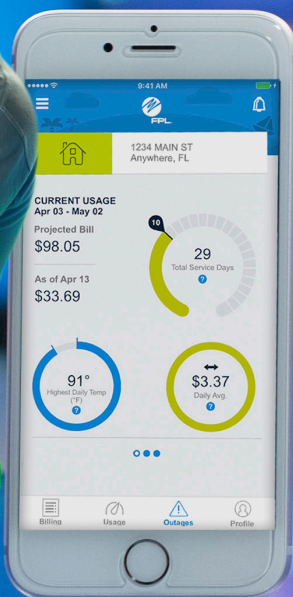 9:41 AM
FPL
1234 MAIN ST
Anywhere, FL
CURRENT USAGE
Apr 03 - May 02
Projected Bill
$98.05
As of Apr 13
$33.69
10
29
Total Service Days
?
91°
Highest Daily Temp
(°F)
?
$3.37
Daily Avg.
?
Billing
Usage
Outages
Profile